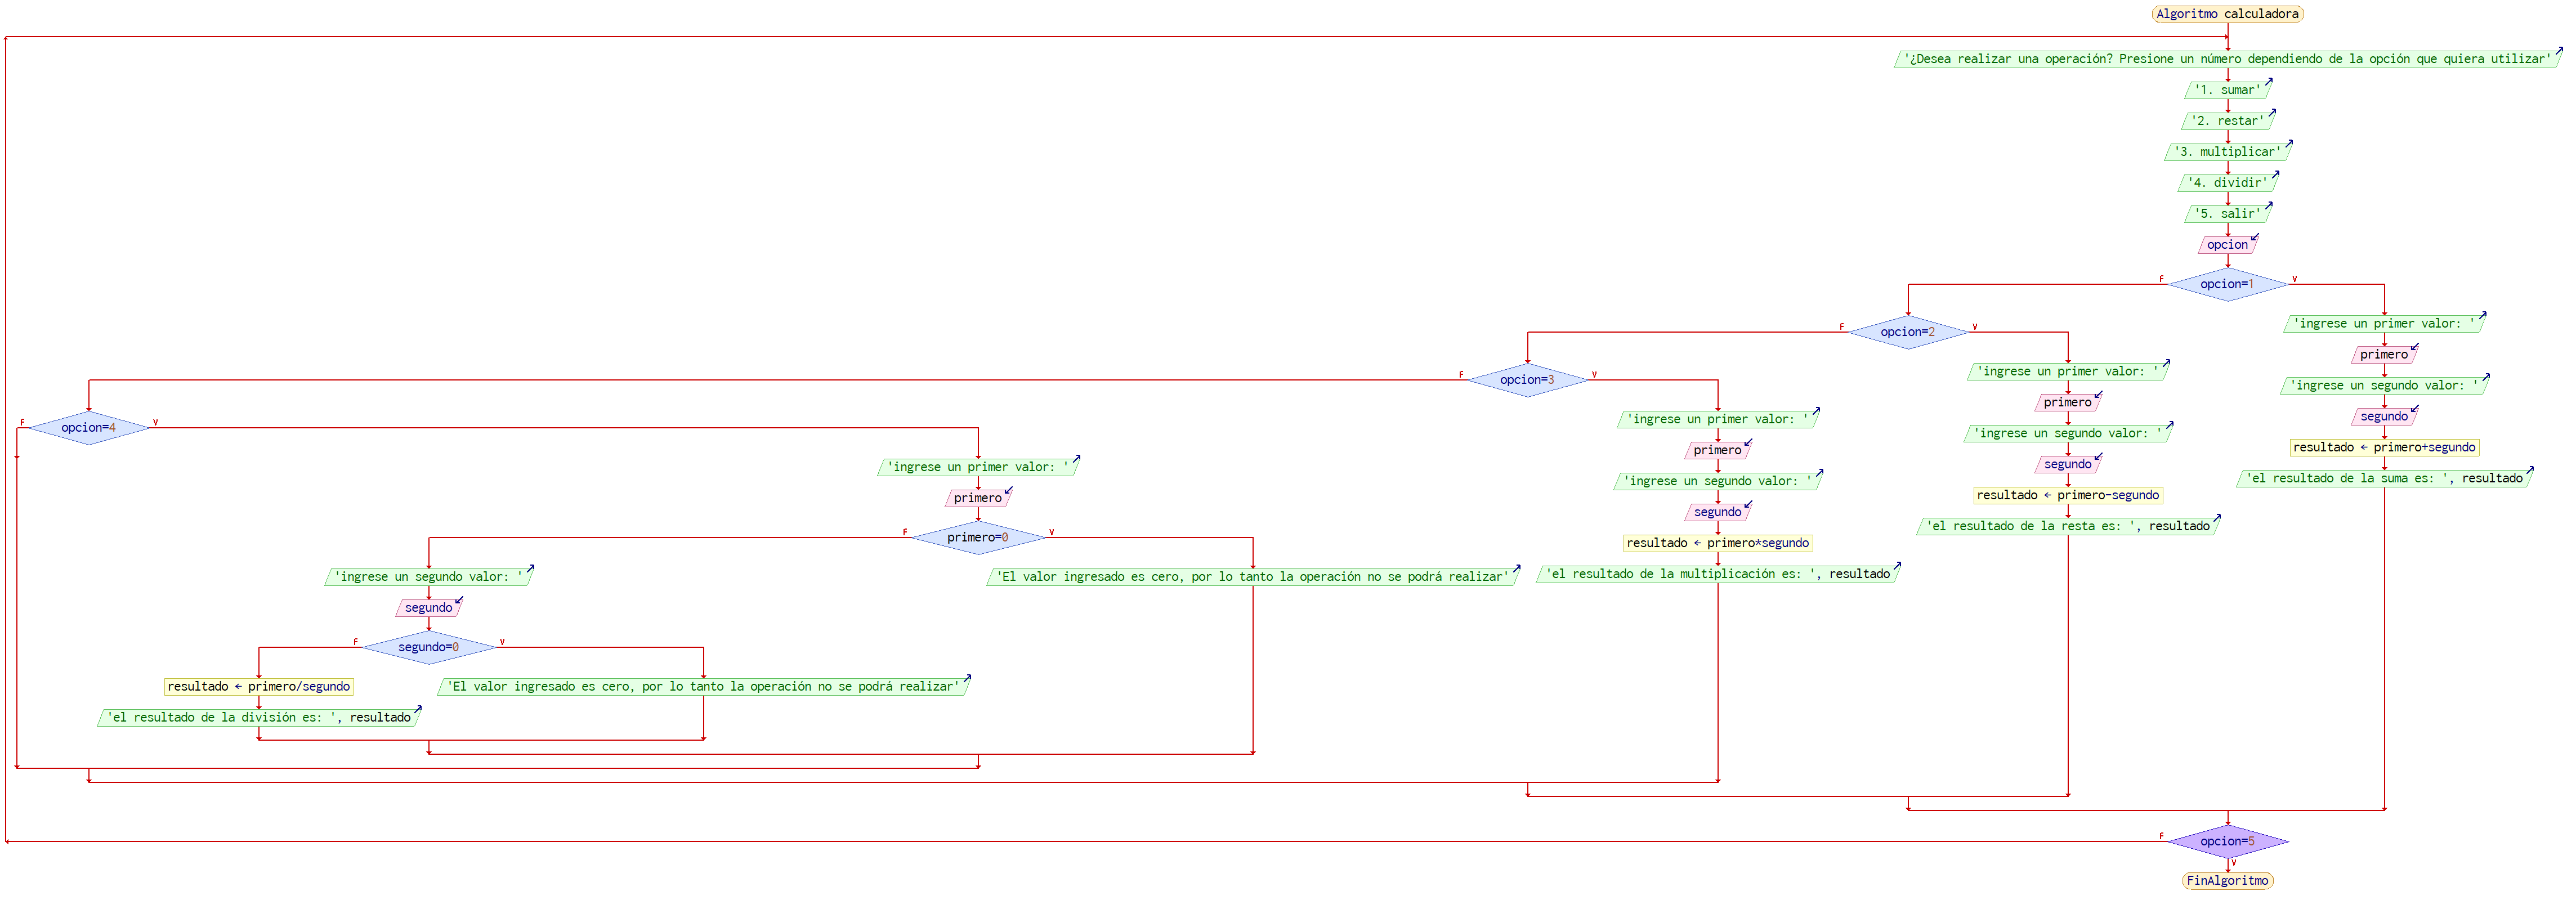 Algoritmo calculadora
'¿Desea realizar una operación? Presione un número dependiendo de la opción que quiera utilizar'
'1. sumar'
'2. restar'
'3. multiplicar'
'4. dividir'
'5. salir'
opcion
opcion=1
F
V
'ingrese un primer valor: '
primero
'ingrese un segundo valor: '
segundo
resultado ← primero+segundo
'el resultado de la suma es: ', resultado
opcion=2
F
V
'ingrese un primer valor: '
primero
'ingrese un segundo valor: '
segundo
resultado ← primero-segundo
'el resultado de la resta es: ', resultado
opcion=3
F
V
'ingrese un primer valor: '
primero
'ingrese un segundo valor: '
segundo
resultado ← primero*segundo
'el resultado de la multiplicación es: ', resultado
opcion=4
F
V
'ingrese un primer valor: '
primero
primero=0
F
V
'El valor ingresado es cero, por lo tanto la operación no se podrá realizar'
'ingrese un segundo valor: '
segundo
segundo=0
F
V
'El valor ingresado es cero, por lo tanto la operación no se podrá realizar'
resultado ← primero/segundo
'el resultado de la división es: ', resultado
opcion=5
F
V
FinAlgoritmo